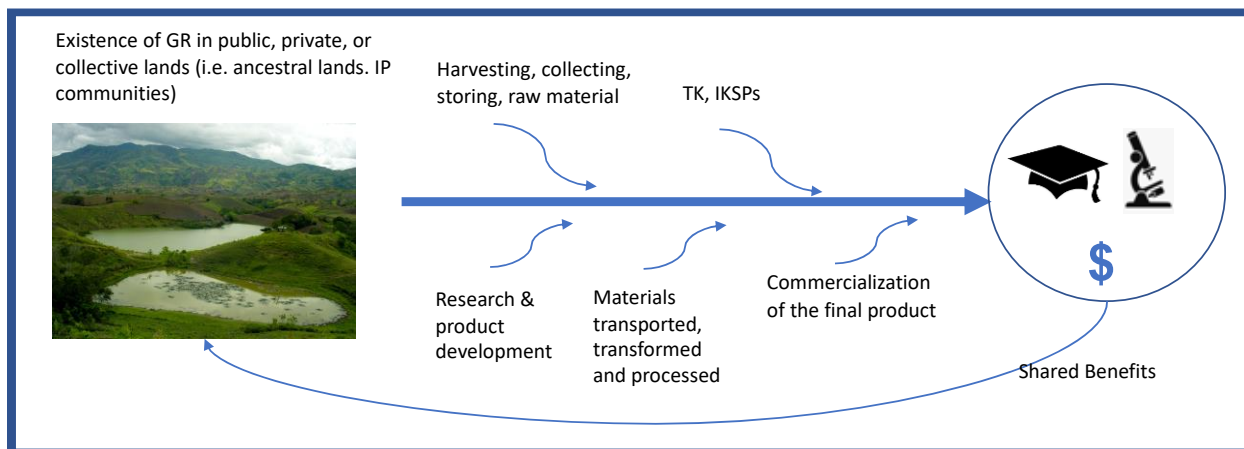 Existence of GR in public, private, or
collective lands (i.e. ancestral lands. IP
communities)
Harvesting, collecting,
storing, raw material
TK, IKSPs
$
Research &
product
development
Materials
transported,
transformed
and processed
Commercialization
of the final product
Shared Benefits